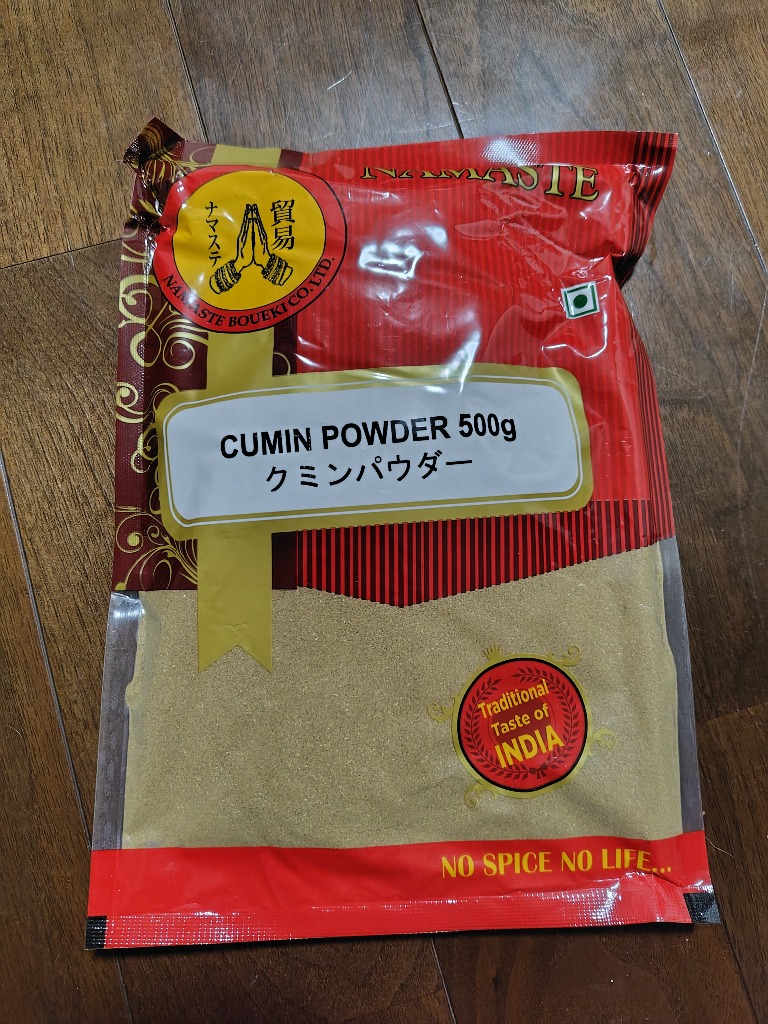 NAMASTE
ナマステ
貿易
NAMASTE BOUEKI CO. LTD.
CUMIN POWDER 500g
クミンパウダー
Traditional
Taste of
INDIA
NO SPICE NO LIFE...